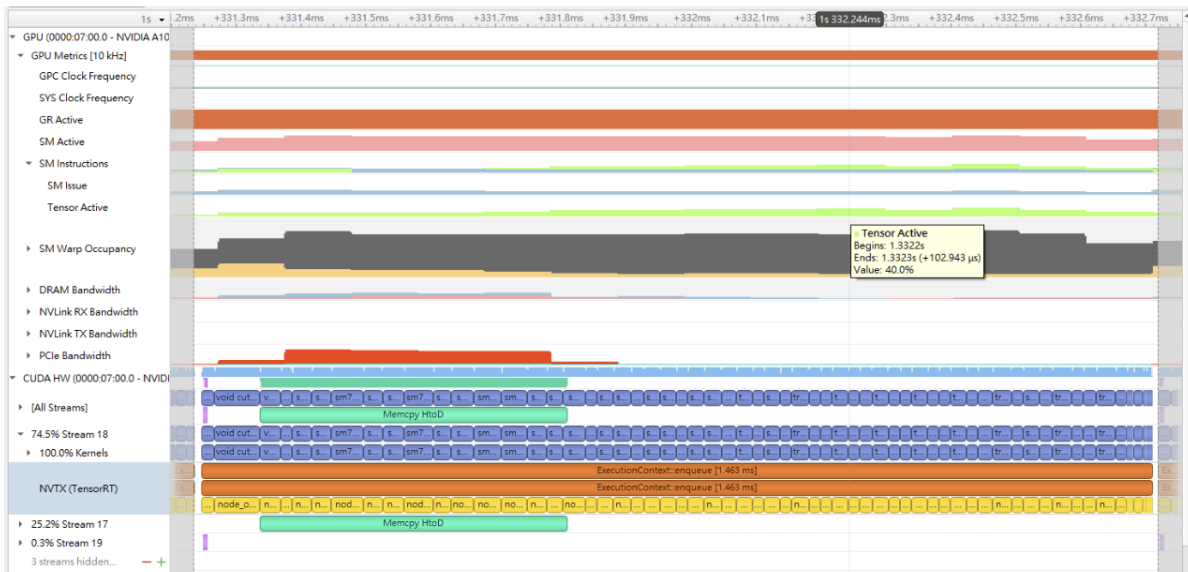 1s .2ms +331.3ms +331.4ms +331.5ms +331.6ms +331.7ms +331.8ms +331.9ms +332ms +332.1ms 1s 332.244ms 2.3ms +332.4ms +332.5ms +332.6ms +332.7ms
GPU (0000:07:00.0 - NVIDIA A10
GPU Metrics [10 kHz]
GPC Clock Frequency
SYS Clock Frequency
GR Active
SM Active
SM Instructions
SM Issue
Tensor Active
Tensor Active
Begins: 1.3322s
Ends: 1.3323s (+102.943 μs)
Value: 40.0%
SM Warp Occupancy
DRAM Bandwidth
NVLink RX Bandwidth
NVLink TX Bandwidth
PCIe Bandwidth
CUDA HW (0000:07:00.0 - NVIDI
[All Streams]
void cut...
Memcpy HtoD
74.5% Stream 18
void cut...
100.0% Kernels
void cut...
NVTX (TensorRT)
ExecutionContext::enqueue [1.463 ms]
ExecutionContext::enqueue [1.463 ms]
node_o...
25.2% Stream 17
Memcpy HtoD
0.3% Stream 19
3 streams hidden... − +